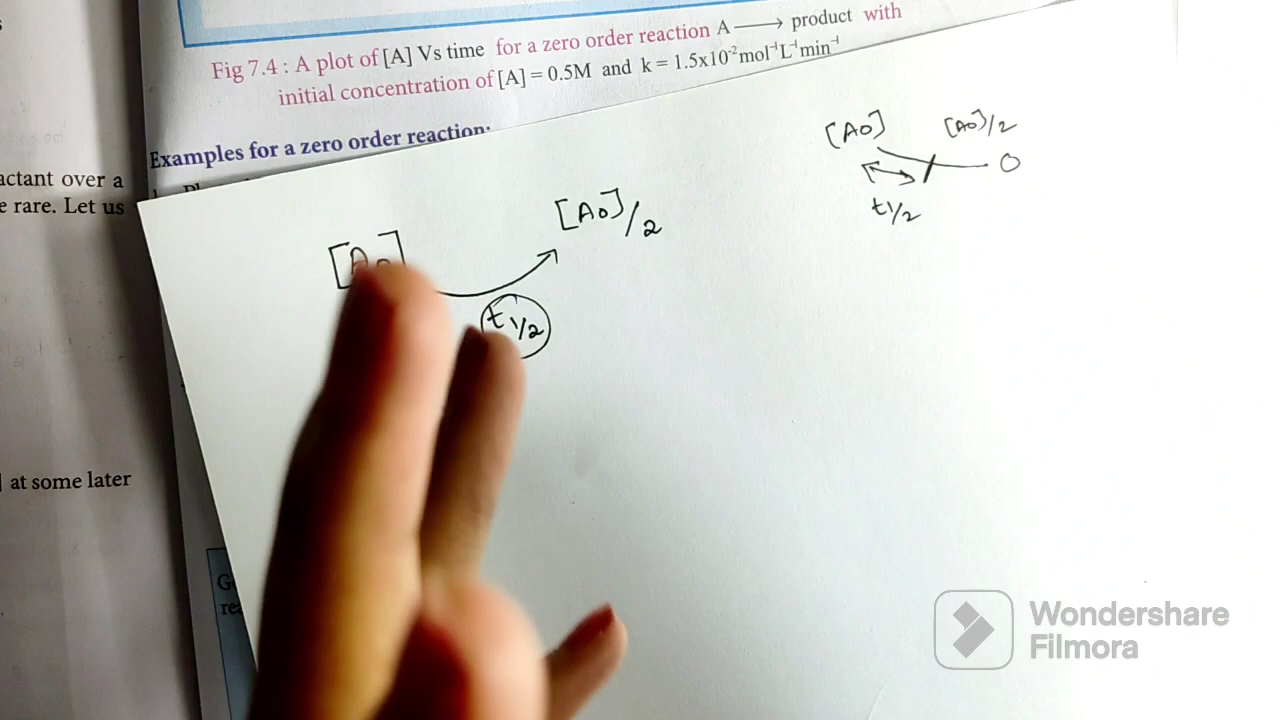 Fig 7.4 : A plot of [A] Vs time for a zero order reaction A ⟶ product with
initial concentration of [A] = 0.5M and k = 1.5x10⁻² mol⁻¹L⁻¹min⁻¹
Examples for a zero order reaction:
actant over a
e rare. Let us
at some later
[A₀]
[A₀]/2
t1/2
[A₀]
[A₀]/2
0
t1/2
Wondershare
Filmora